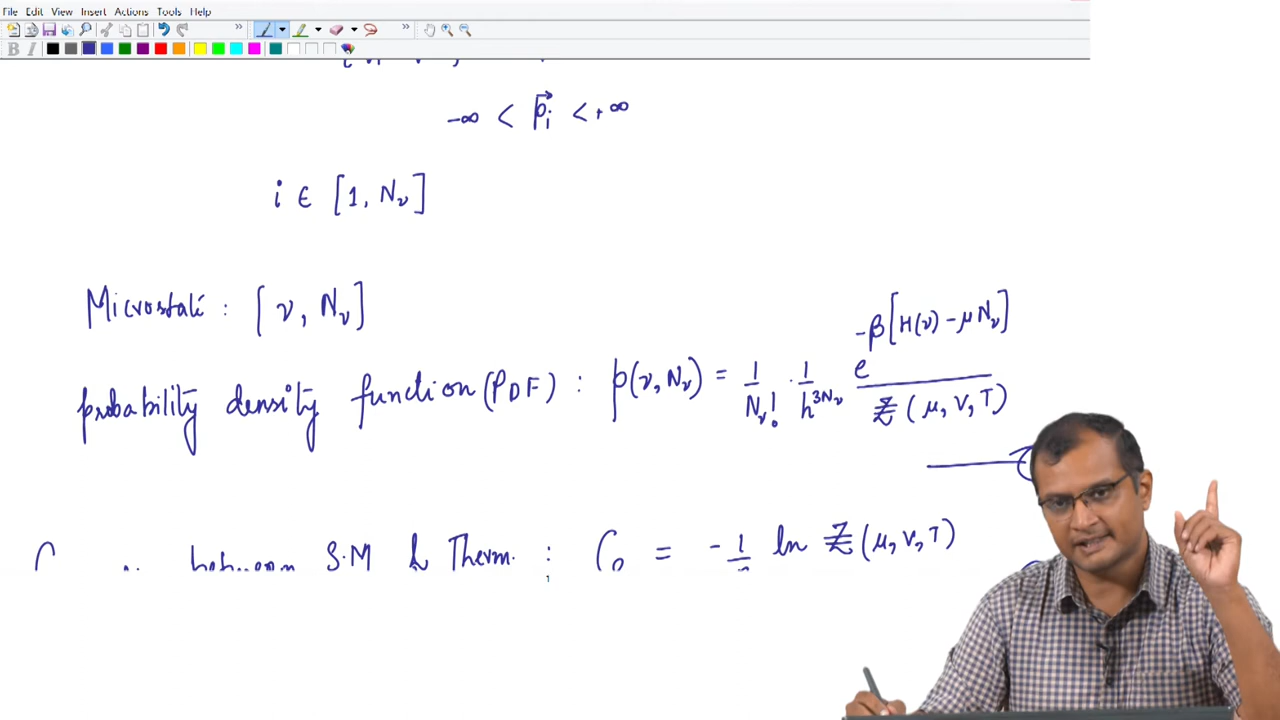 File Edit View Insert Actions Tools Help
-∞ < p⃗ᵢ < +∞
i ∈ [1, N_ν]
Microstate : [ν, N_ν]
e^{-β[H(ν) - μN_ν]}
probability density function (PDF) : p(ν, N_ν) = 1/N_ν! · 1/h^{3N_ν} e^{-β[H(ν) - μN_ν]} / Z(μ, V, T)
between S.M & Therm. : = -1/ ln Z(μ, V, T)